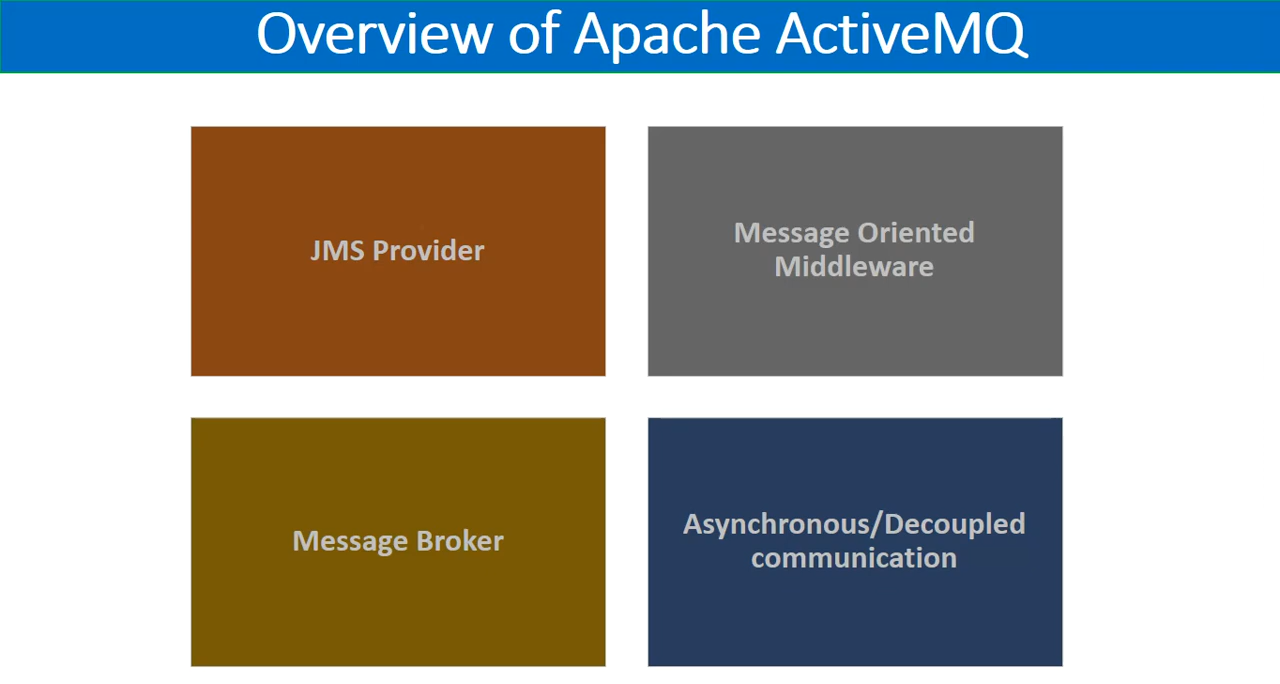 Overview of Apache ActiveMQ
JMS Provider
Message Oriented
Middleware
Message Broker
Asynchronous/Decoupled
communication